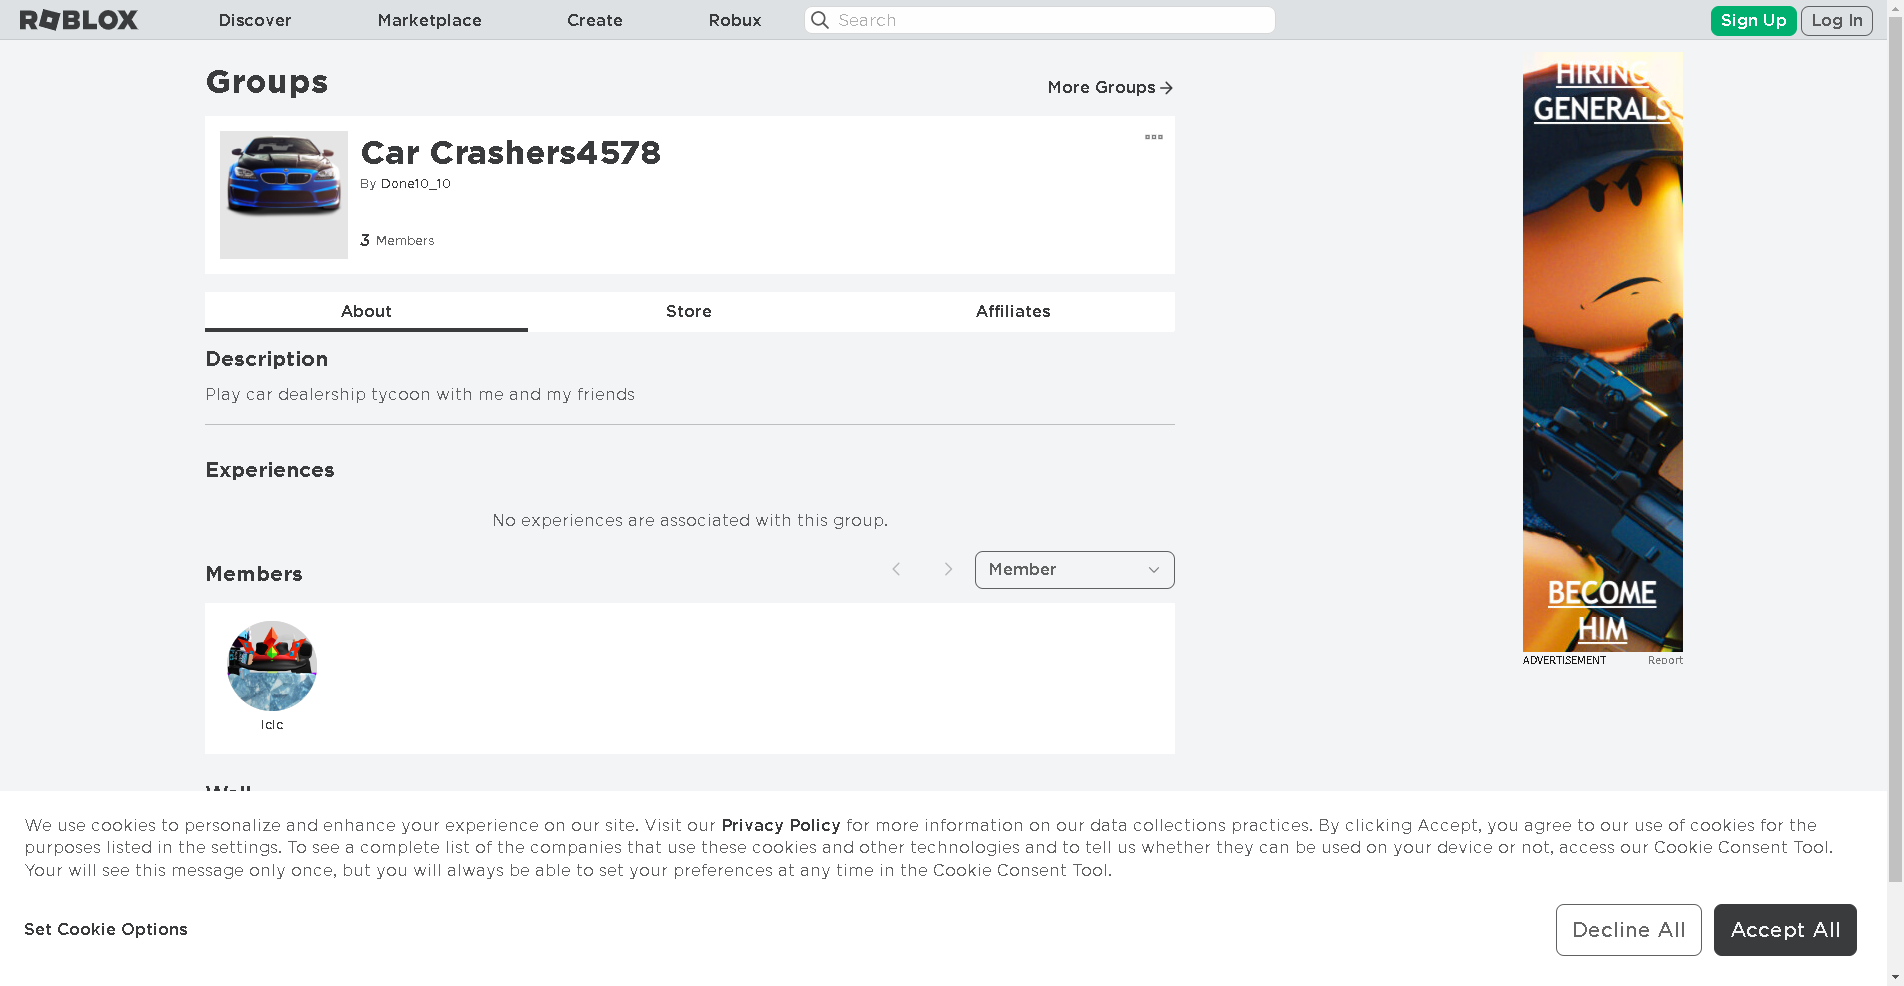 ROBLOX
Discover
Marketplace
Create
Robux
Search
Sign Up
Log In
Groups
More Groups
Car Crashers4578
By Done10_10
3 Members
About
Store
Affiliates
Description
Play car dealership tycoon with me and my friends
Experiences
No experiences are associated with this group.
Members
Member
HIRING
GENERALS
BECOME
HIM
ADVERTISEMENT
Report
Wall
We use cookies to personalize and enhance your experience on our site. Visit our Privacy Policy for more information on our data collections practices. By clicking Accept, you agree to our use of cookies for the
purposes listed in the settings. To see a complete list of the companies that use these cookies and other technologies and to tell us whether they can be used on your device or not, access our Cookie Consent Tool.
Your will see this message only once, but you will always be able to set your preferences at any time in the Cookie Consent Tool.
Set Cookie Options
Decline All
Accept All